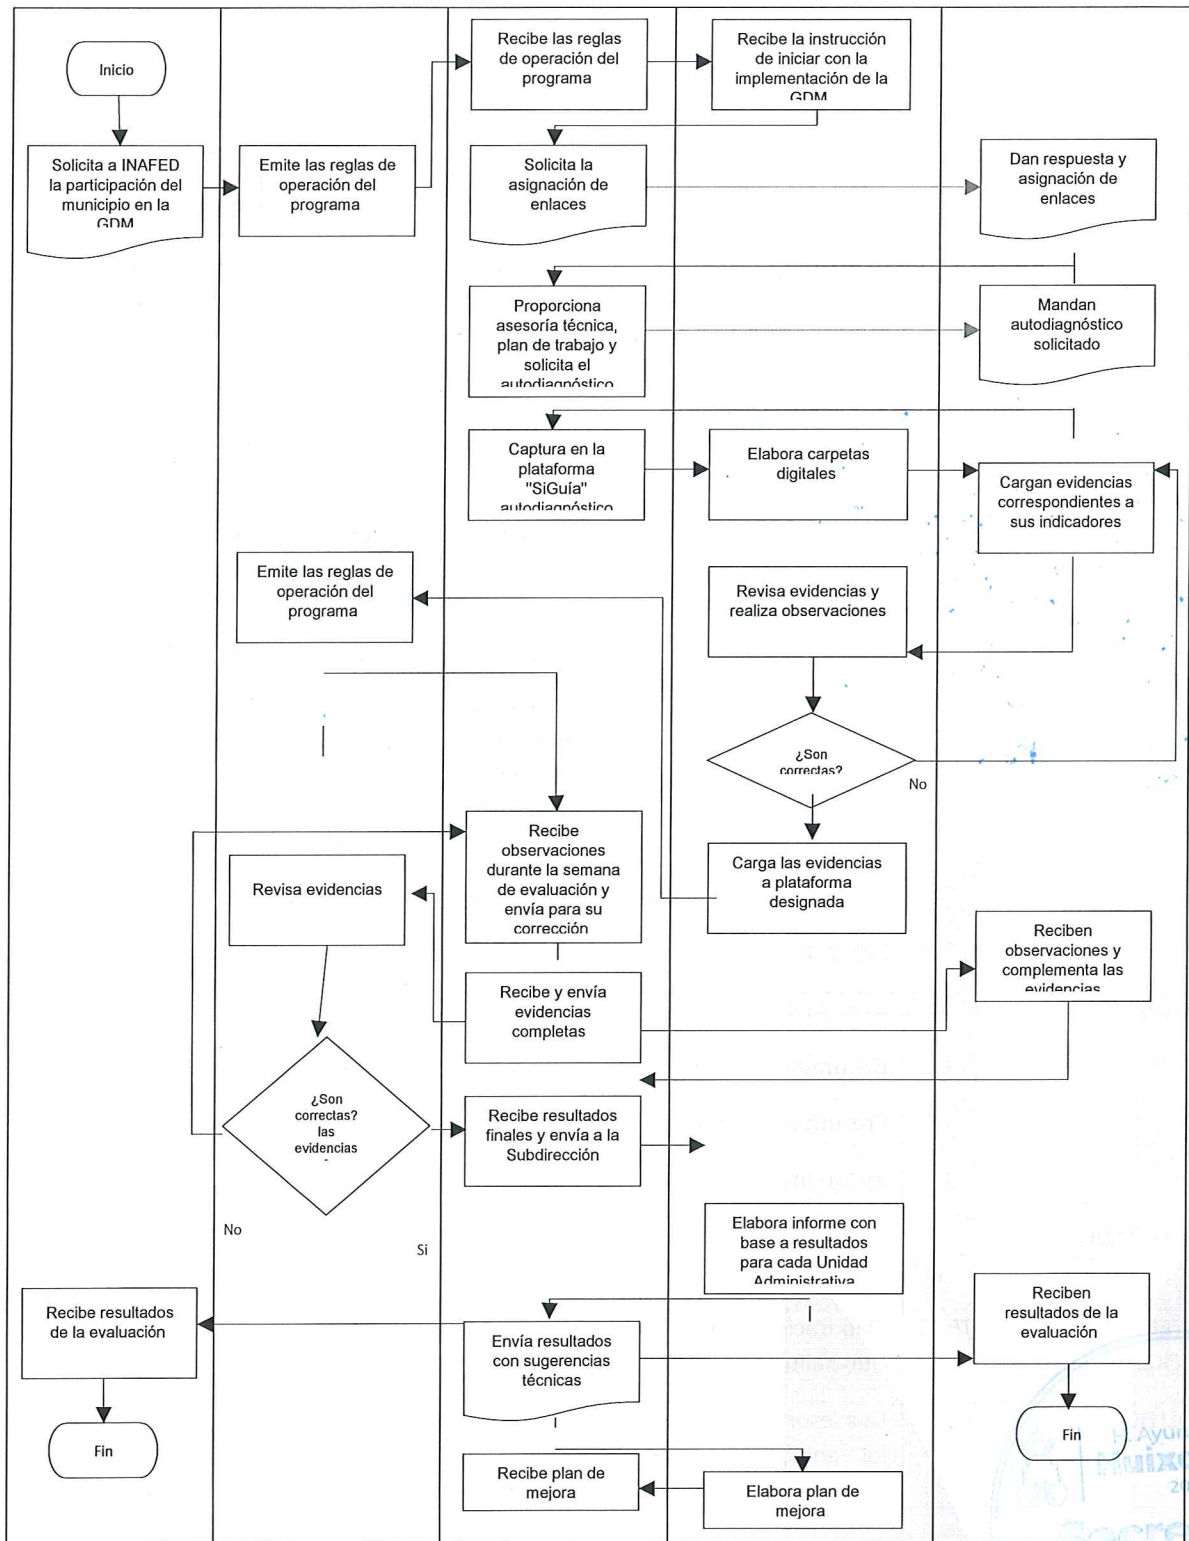 Inicio
Recibe las reglas
de operación del
programa
Recibe la instrucción
de iniciar con la
implementación de la
GDM
Solicita a INAFED
la participación del
municipio en la
GDM
Emite las reglas de
operación del
programa
Solicita la
asignación de
enlaces
Dan respuesta y
asignación de
enlaces
Proporciona
asesoría técnica,
plan de trabajo y
solicita el
autodiagnóstico
Mandan
autodiagnóstico
solicitado
Captura en la
plataforma
"SiGuía"
autodiagnóstico
Elabora carpetas
digitales
Cargan evidencias
correspondientes a
sus indicadores
Emite las reglas de
operación del
programa
Revisa evidencias y
realiza observaciones
¿Son
correctas?
No
Recibe
observaciones
durante la semana
de evaluación y
envía para su
corrección
Revisa evidencias
Carga las evidencias
a plataforma
designada
Reciben
observaciones y
complementa las
evidencias
Recibe y envía
evidencias
completas
¿Son
correctas?
las
evidencias
Recibe resultados
finales y envía a la
Subdirección
No
Si
Elabora informe con
base a resultados
para cada Unidad
Administrativa
Recibe resultados
de la evaluación
Reciben
resultados de la
evaluación
Envía resultados
con sugerencias
técnicas
Fin
Fin
Recibe plan de
mejora
Elabora plan de
mejora